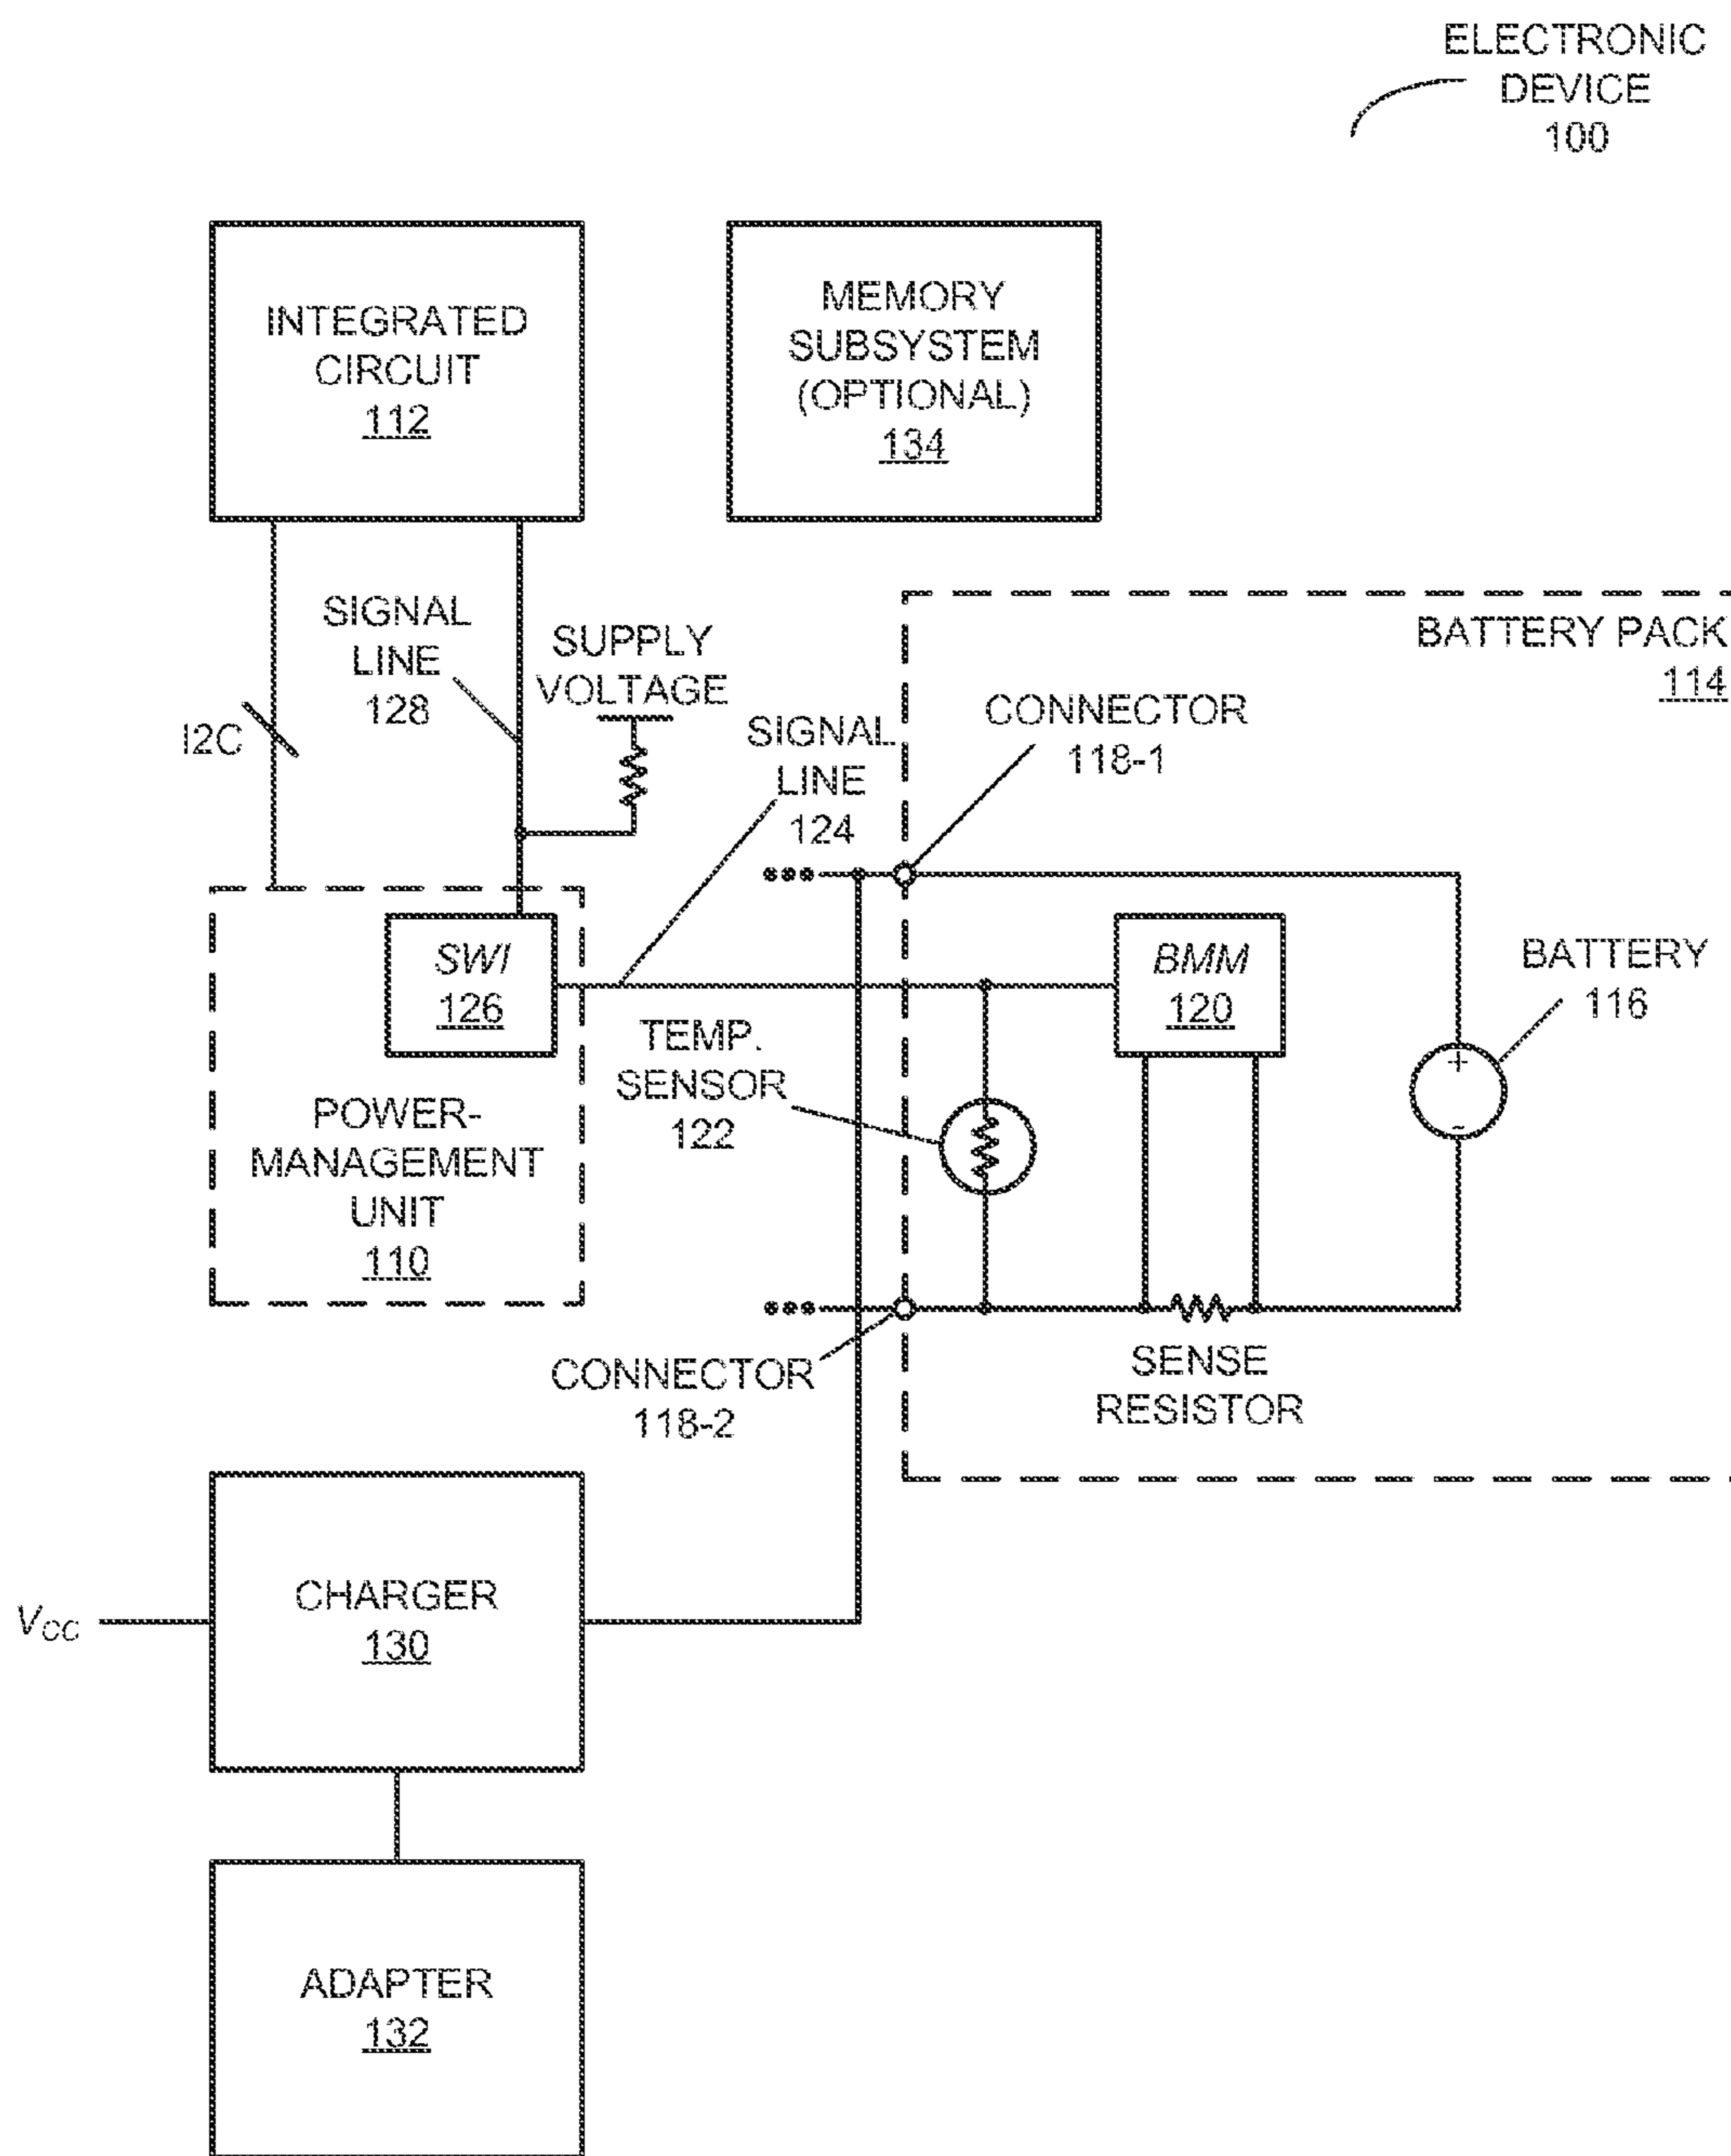 ELECTRONIC
DEVICE
100
INTEGRATED
CIRCUIT
112
MEMORY
SUBSYSTEM
(OPTIONAL)
134
SIGNAL
LINE
128
SUPPLY
VOLTAGE
I2C
SIGNAL
LINE
124
CONNECTOR
118-1
BATTERY PACK
114
SWI
126
BMM
120
BATTERY
116
+
-
TEMP.
SENSOR
122
POWER-
MANAGEMENT
UNIT
110
CONNECTOR
118-2
SENSE
RESISTOR
VCC
CHARGER
130
ADAPTER
132